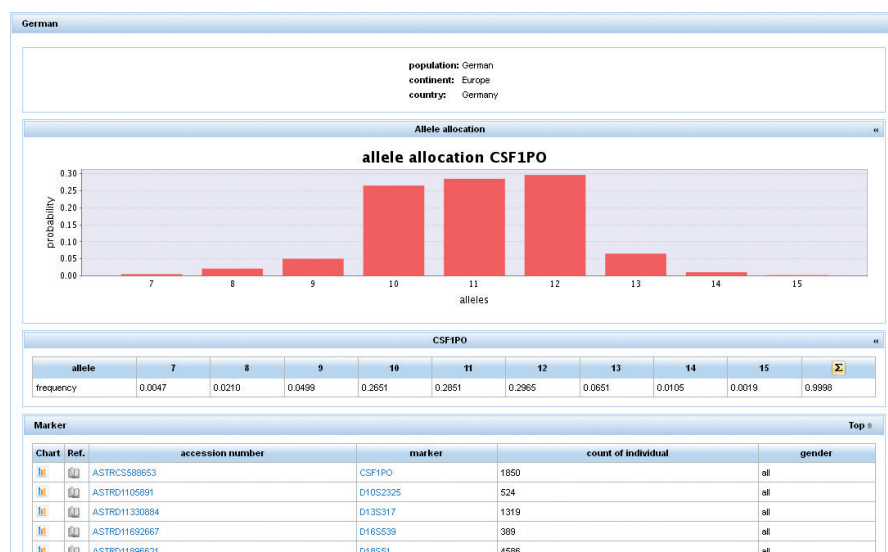 German
population: German
continent: Europe
country: Germany
Allele allocation «
allele allocation CSF1PO
0.30
0.25
0.20
0.15
0.10
0.05
0.00
probability
7 8 9 10 11 12 13 14 15
alleles
CSF1PO «
allele 7 8 9 10 11 12 13 14 15 Σ
frequency 0.0047 0.0210 0.0499 0.2651 0.2851 0.2965 0.0651 0.0105 0.0019 0.9998
Marker Top
Chart Ref. accession number marker count of individual gender
ASTRCS588653 CSF1PO 1850 all
ASTRD1105891 D10S2325 524 all
ASTRD11330884 D13S317 1319 all
ASTRD11692667 D16S539 389 all
ASTRD11896621 D18S51 4586 all